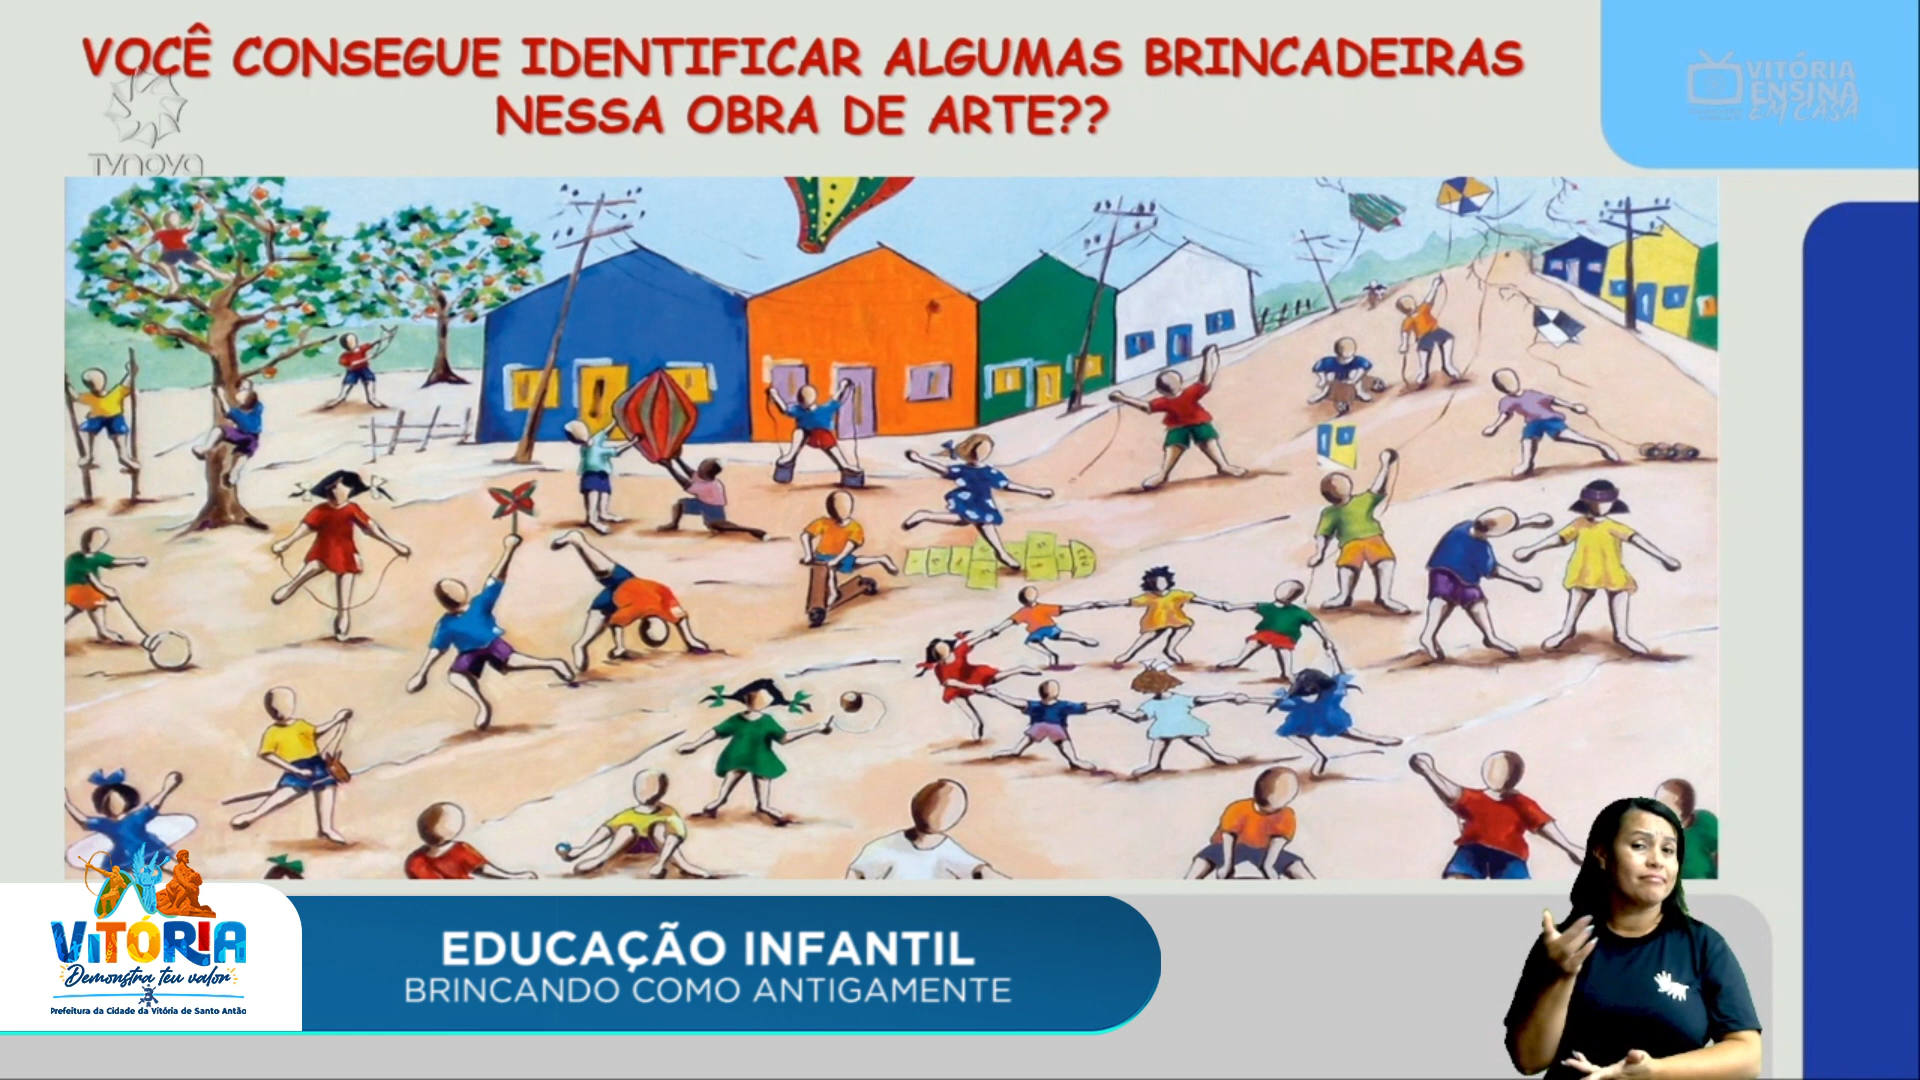 VOCÊ CONSEGUE IDENTIFICAR ALGUMAS BRINCADEIRAS
NESSA OBRA DE ARTE??
TVNOVA
VITÓRIA
ENSINA
EM CASA
VITÓRIA
Demonstra teu valor
Prefeitura da Cidade da Vitória de Santo Antão
EDUCAÇÃO INFANTIL
BRINCANDO COMO ANTIGAMENTE